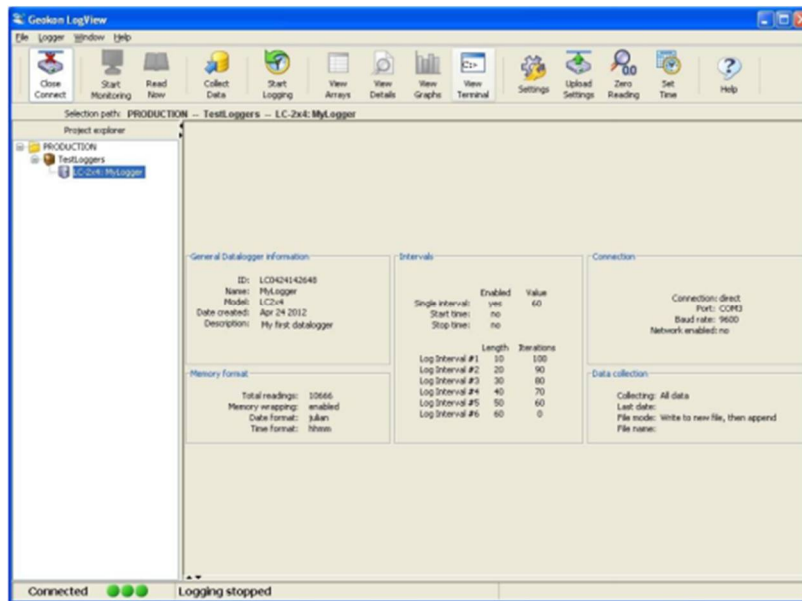 Geokon LogView
File Logger Window Help
Close Connect
Start Monitoring
Read Now
Collect Data
Start Logging
View Arrays
View Details
View Graphs
View Terminal
Settings
Upload Settings
Zero Reading
Set Time
Help
Selection path: PRODUCTION -- TestLoggers -- LC-2x4: MyLogger
Project explorer
PRODUCTION
TestLoggers
LC-2x4: MyLogger
General Datalogger information
ID: LC0424142648
Name: MyLogger
Model: LC2x4
Date created: Apr 24 2012
Description: My first datalogger
Memory format
Total readings: 10666
Memory wrapping: enabled
Date format: julian
Time format: hhmm
Intervals
Enabled Value
Single interval: yes 60
Start time: no
Stop time: no
Length Iterations
Log Interval #1 10 100
Log Interval #2 20 90
Log Interval #3 30 80
Log Interval #4 40 70
Log Interval #5 50 60
Log Interval #6 60 0
Connection
Connection: direct
Port: COM3
Baud rate: 9600
Network enabled: no
Data collection
Collecting: All data
Last date:
File mode: Write to new file, then append
File name:
Connected
Logging stopped